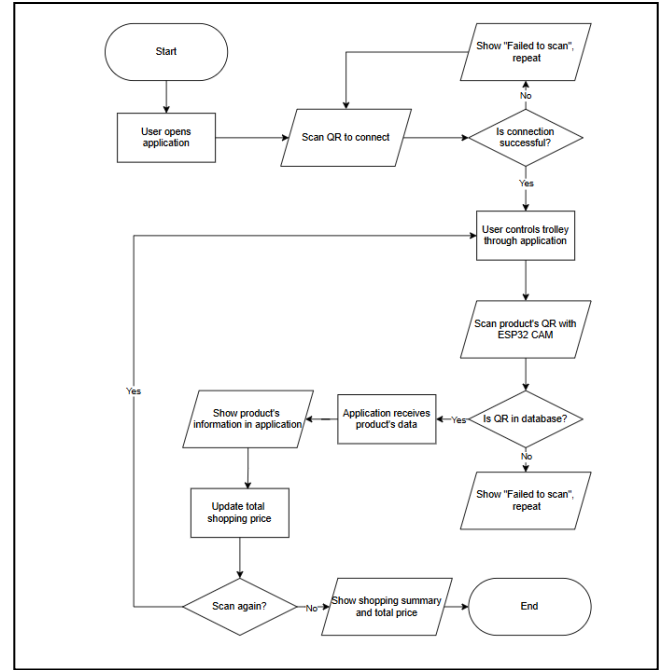 Start
Show "Failed to scan",
repeat
No
User opens
application
Scan QR to connect
Is connection
successful?
Yes
User controls trolley
through application
Scan product's QR with
ESP32 CAM
Yes
Show product's
information in application
Application receives
product's data
Yes
Is QR in database?
No
Show "Failed to scan",
repeat
Update total
shopping price
Scan again?
No
Show shopping summary
and total price
End